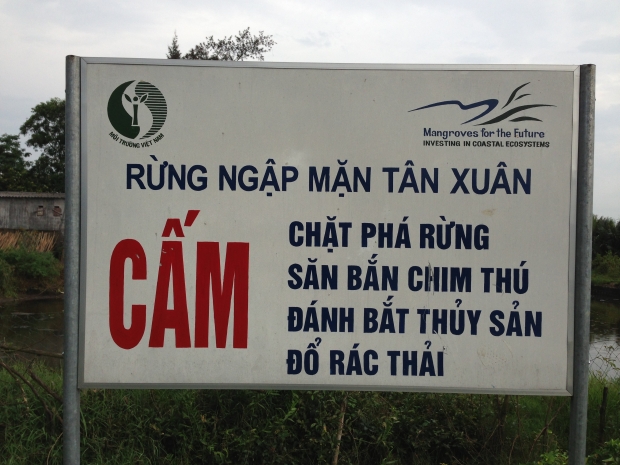 MÔI TRƯỜNG VIỆT NAM
Mangroves for the Future
INVESTING IN COASTAL ECOSYSTEMS
RỪNG NGẬP MẶN TÂN XUÂN
CẤM
CHẶT PHÁ RỪNG
SĂN BẮN CHIM THÚ
ĐÁNH BẮT THỦY SẢN
ĐỔ RÁC THẢI